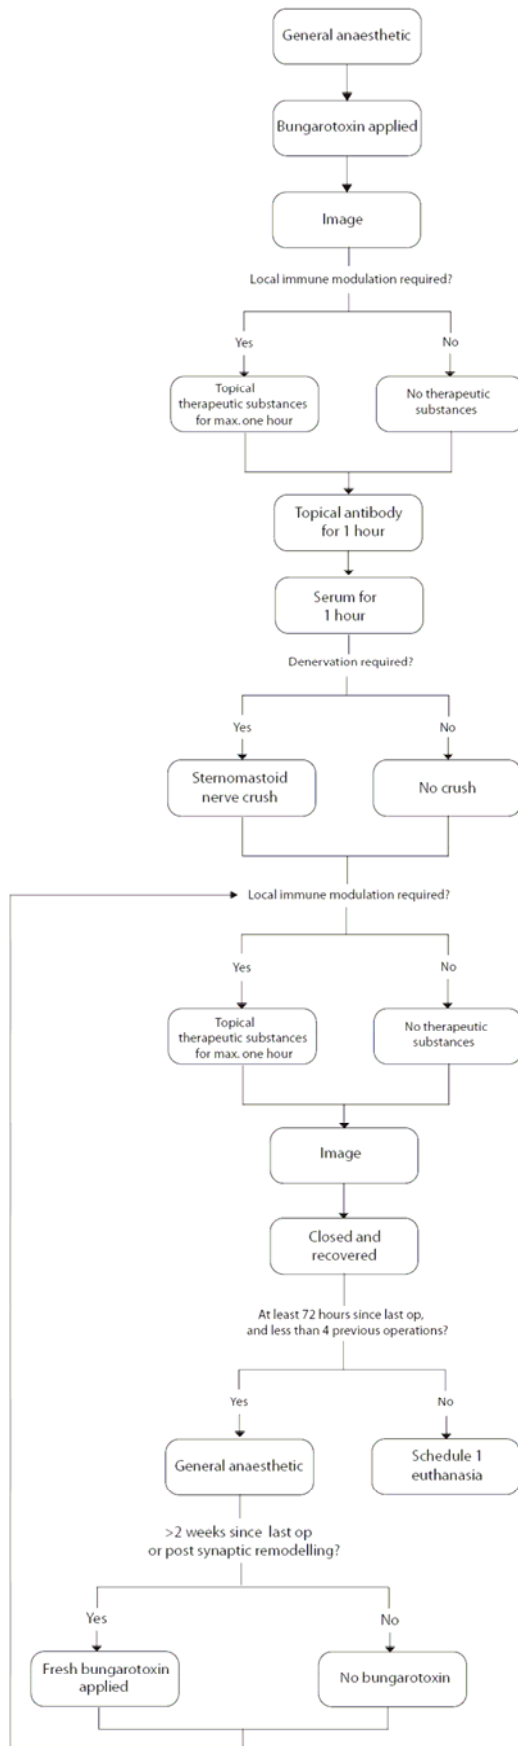 General anaesthetic
Bungarotoxin applied
Image
Local immune modulation required?
Yes
No
Topical
therapeutic substances
for max. one hour
No therapeutic
substances
Topical antibody
for 1 hour
Serum for
1 hour
Denervation required?
Yes
No
Sternomastoid
nerve crush
No crush
Local immune modulation required?
Yes
No
Topical
therapeutic substances
for max. one hour
No therapeutic
substances
Image
Closed and
recovered
At least 72 hours since last op,
and less than 4 previous operations?
Yes
No
General anaesthetic
Schedule 1
euthanasia
>2 weeks since last op
or post synaptic remodelling?
Yes
No
Fresh bungarotoxin
applied
No bungarotoxin